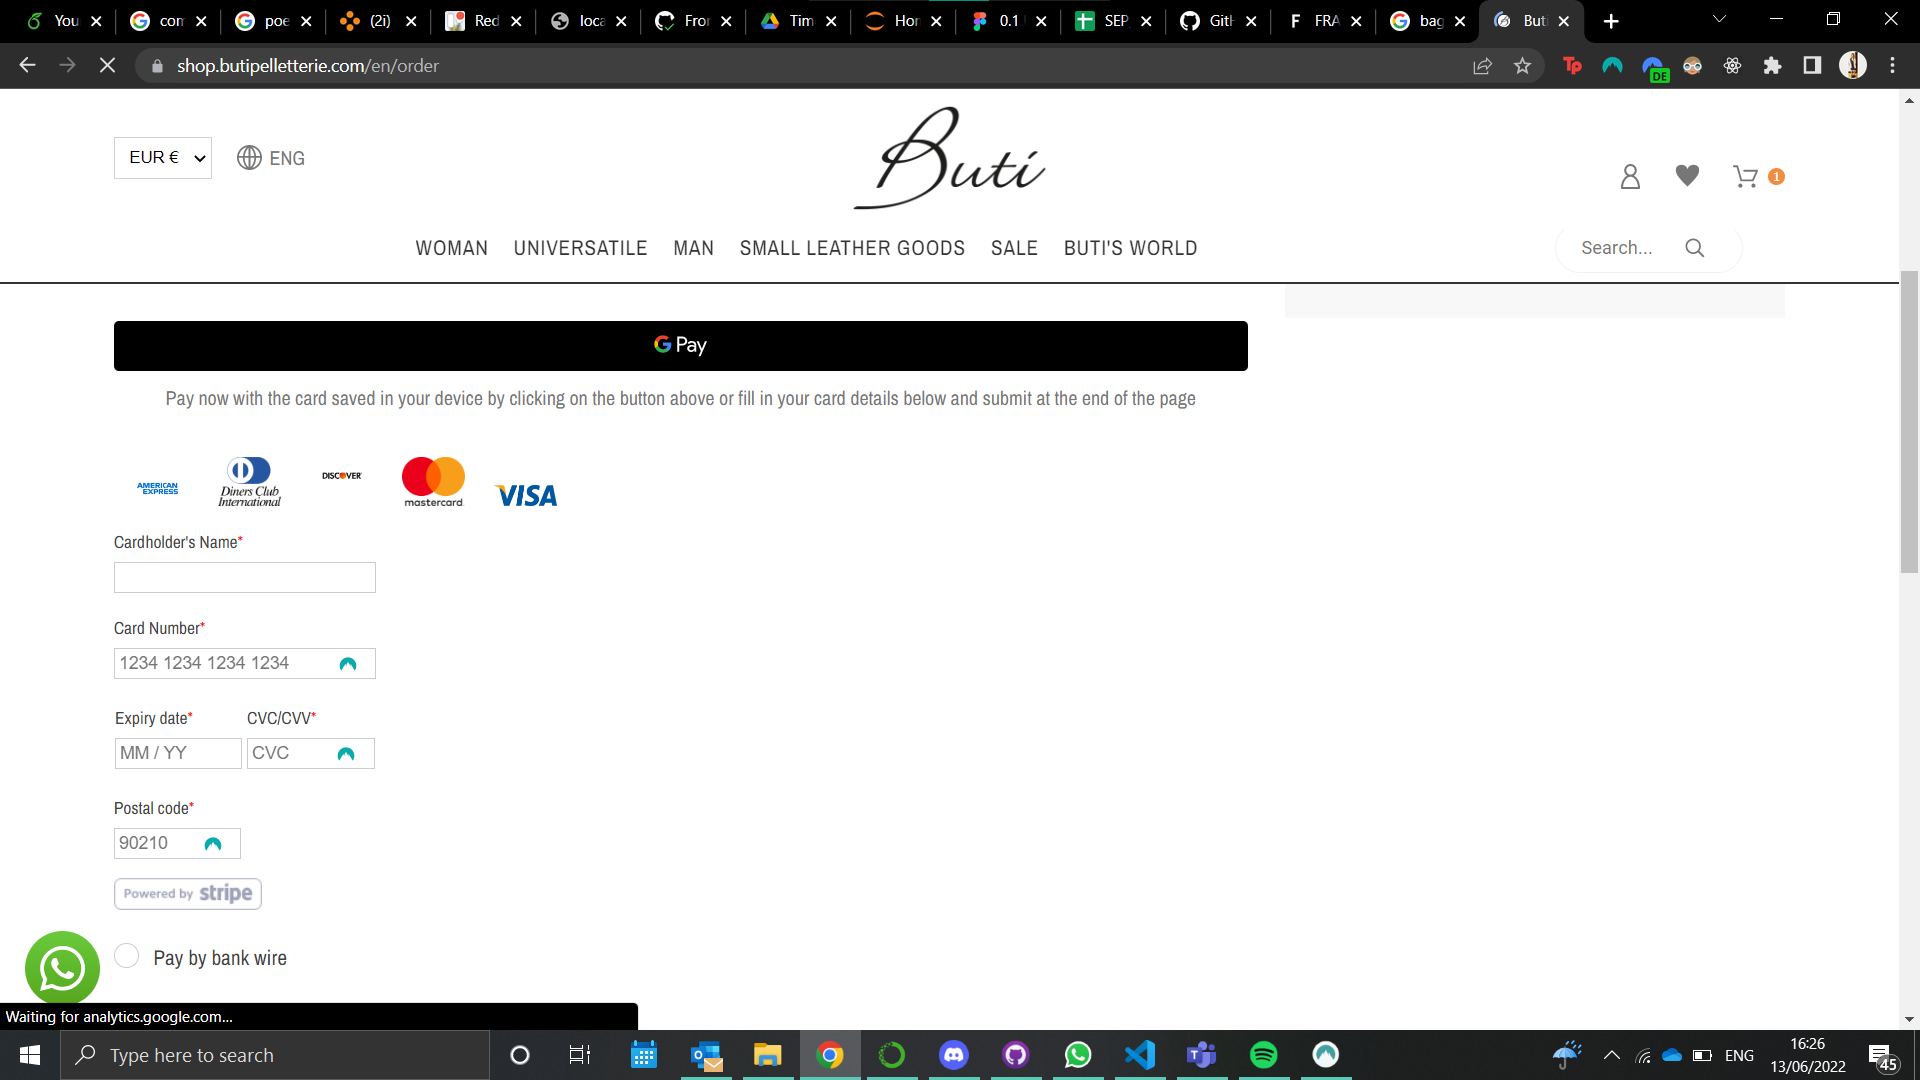 You
com
poe
(2i)
Red
loca
Fror
Tim
Hor
0.1
SEP
GitH
FRA
bag
Buti
shop.butipelletterie.com/en/order
DE
EUR €
ENG
Buti
1
WOMAN UNIVERSATILE MAN SMALL LEATHER GOODS SALE BUTI'S WORLD
Search...
G Pay
Pay now with the card saved in your device by clicking on the button above or fill in your card details below and submit at the end of the page
AMERICAN EXPRESS
Diners Club International
DISCOVER
mastercard
VISA
Cardholder's Name*
Card Number*
1234 1234 1234 1234
Expiry date* CVC/CVV*
MM / YY CVC
Postal code*
90210
Powered by stripe
Pay by bank wire
Waiting for analytics.google.com...
Type here to search
ENG
16:26
13/06/2022
45